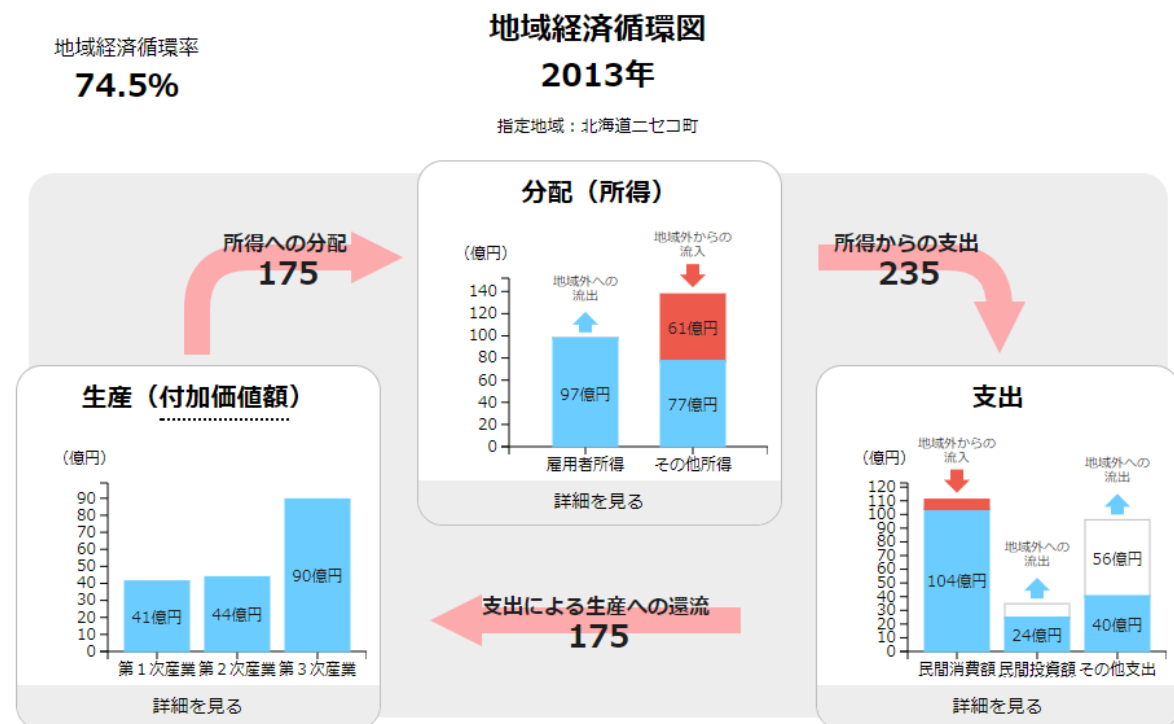 地域経済循環図
2013年
指定地域：北海道ニセコ町
地域経済循環率
74.5%
所得への分配
175
分配（所得）
（億円）
140
120
100
80
60
40
20
0
地域外への
流出
地域外からの
流入
97億円
61億円
77億円
雇用者所得
その他所得
詳細を見る
所得からの支出
235
生産（付加価値額）
（億円）
90
80
70
60
50
40
30
20
10
0
41億円
44億円
90億円
第１次産業
第２次産業
第３次産業
詳細を見る
支出による生産への還流
175
支出
（億円）
120
110
100
90
80
70
60
50
40
30
20
10
0
地域外からの
流入
地域外への
流出
地域外への
流出
104億円
24億円
56億円
40億円
民間消費額
民間投資額
その他支出
詳細を見る